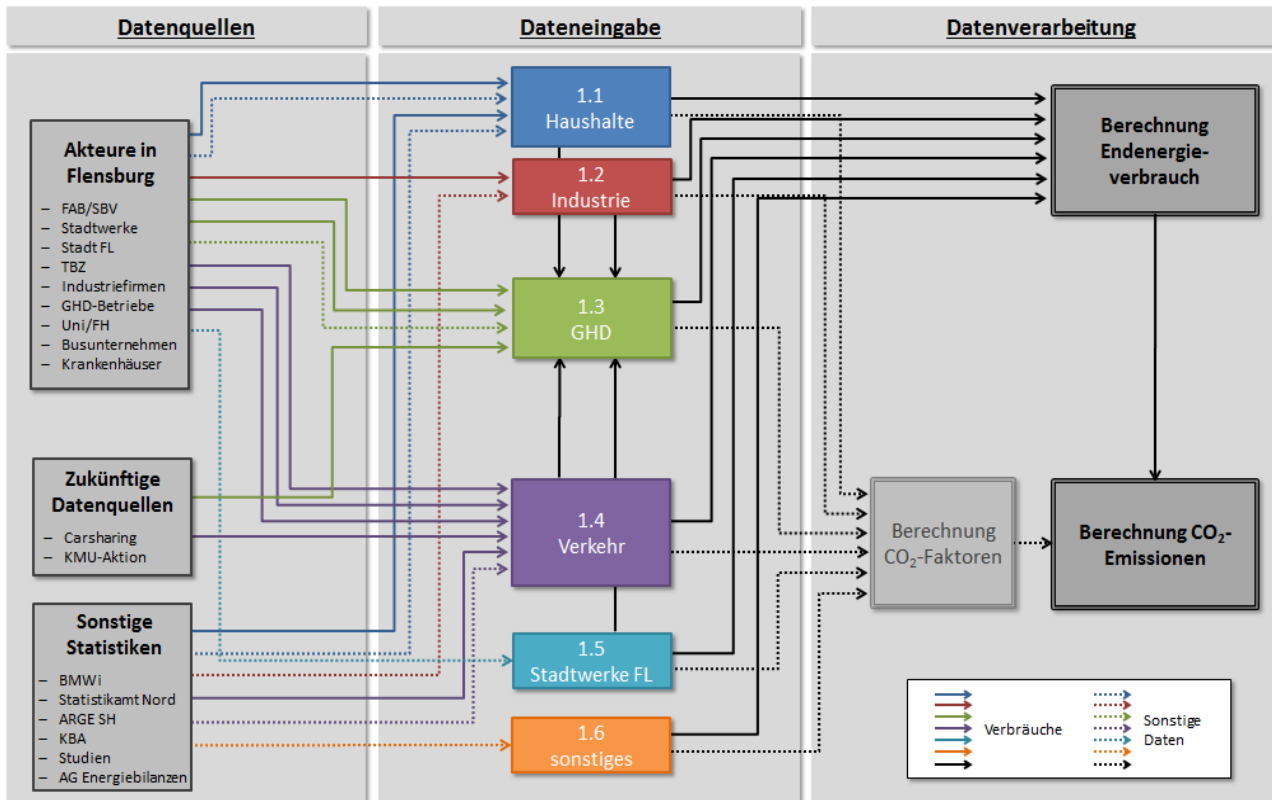 Datenquellen
Dateneingabe
Datenverarbeitung
Akteure in
Flensburg
– FAB/SBV
– Stadtwerke
– Stadt FL
– TBZ
– Industriefirmen
– GHD-Betriebe
– Uni/FH
– Busunternehmen
– Krankenhäuser
Zukünftige
Datenquellen
– Carsharing
– KMU-Aktion
Sonstige
Statistiken
– BMWi
– Statistikamt Nord
– ARGE SH
– KBA
– Studien
– AG Energiebilanzen
1.1
Haushalte
1.2
Industrie
1.3
GHD
1.4
Verkehr
1.5
Stadtwerke FL
1.6
sonstiges
Berechnung
Endenergie-
verbrauch
Berechnung
CO₂-Faktoren
Berechnung CO₂-
Emissionen
Verbräuche
Sonstige
Daten